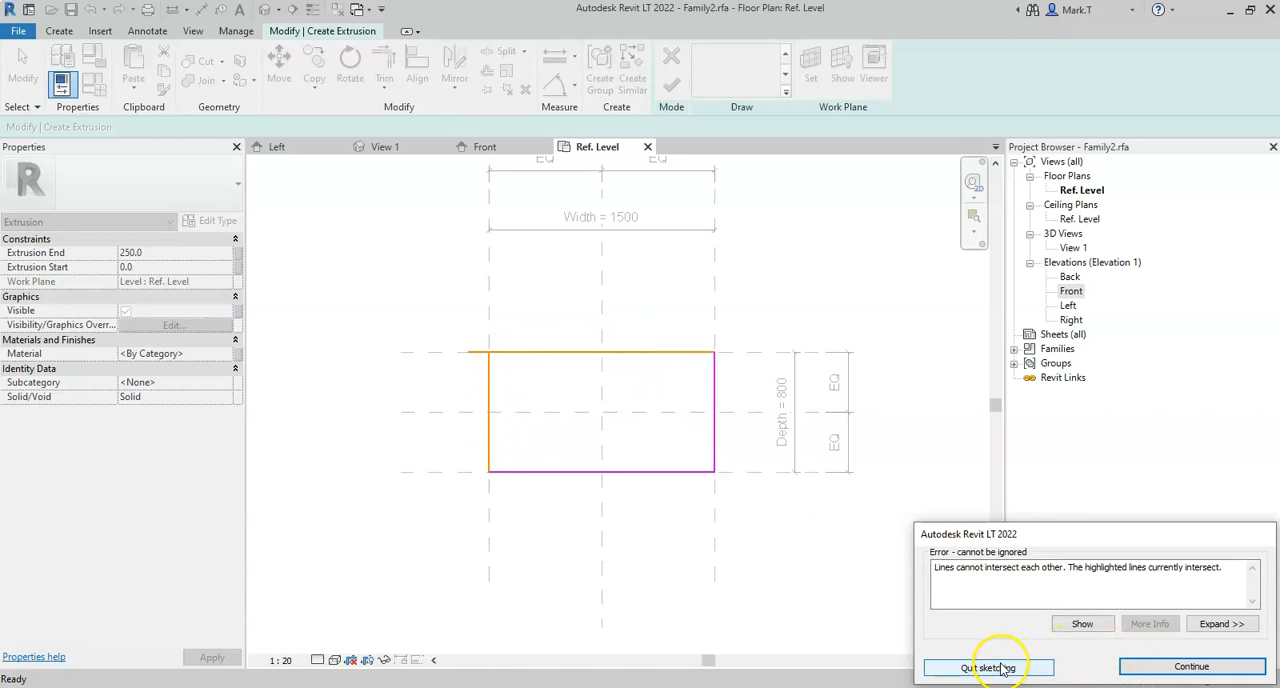 Autodesk Revit LT 2022 - Family2.rfa - Floor Plan: Ref. Level
Mark.T
File Create Insert Annotate View Manage Modify | Create Extrusion
Modify
Paste
Cut
Join
Move Copy Rotate Trim Align Mirror
Split
Create Group
Create Similar
Set Show Viewer
Select Properties Clipboard Geometry Modify Measure Create Mode Draw Work Plane
Modify | Create Extrusion
Properties
Extrusion
Edit Type
Constraints
Extrusion End 250.0
Extrusion Start 0.0
Work Plane Level : Ref. Level
Graphics
Visible
Visibility/Graphics Overr... Edit...
Materials and Finishes
Material <By Category>
Identity Data
Subcategory <None>
Solid/Void Solid
Properties help
Apply
Ready
Left View 1 Front Ref. Level
EQ EQ
Width = 1500
Depth = 800
EQ
EQ
2D
1 : 20
Project Browser - Family2.rfa
Views (all)
Floor Plans
Ref. Level
Ceiling Plans
Ref. Level
3D Views
View 1
Elevations (Elevation 1)
Back
Front
Left
Right
Sheets (all)
Families
Groups
Revit Links
Autodesk Revit LT 2022
Error - cannot be ignored
Lines cannot intersect each other. The highlighted lines currently intersect.
Show More Info Expand >>
Quit sketching Continue